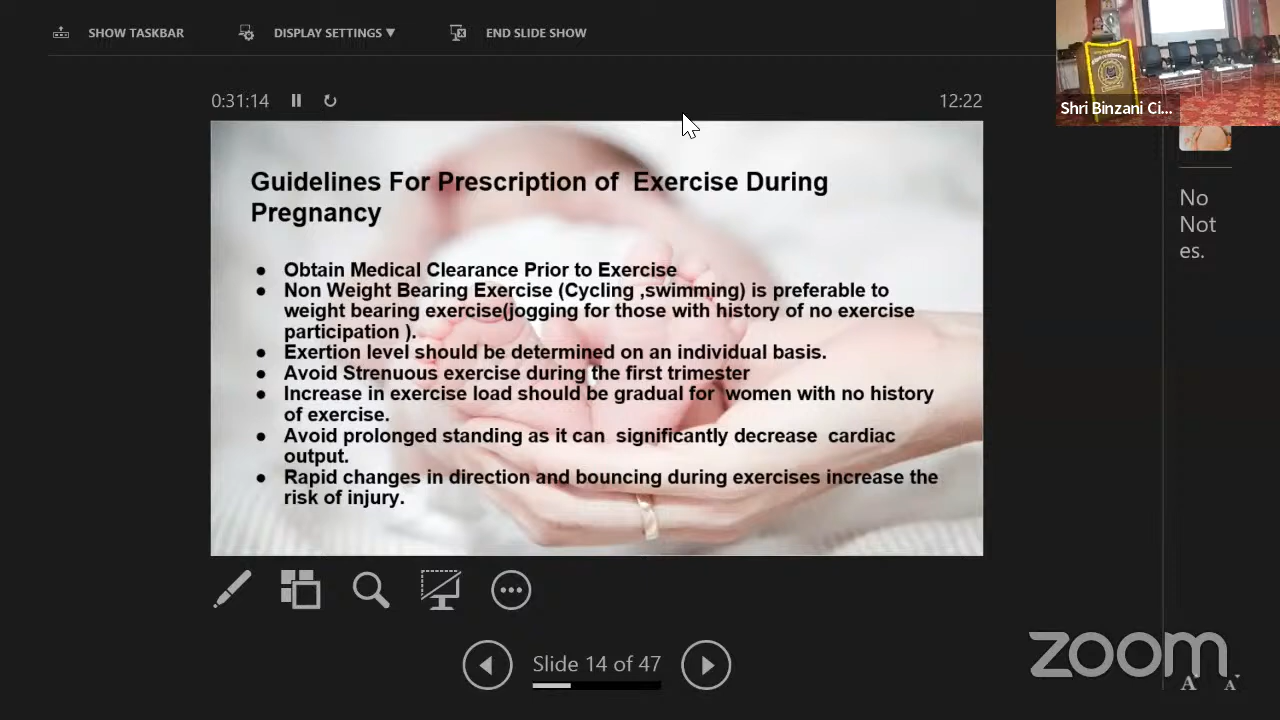 SHOW TASKBAR
DISPLAY SETTINGS ▼
END SLIDE SHOW
Shri Binzani Ci...
0:31:14
12:22
Guidelines For Prescription of Exercise During
Pregnancy
● Obtain Medical Clearance Prior to Exercise
● Non Weight Bearing Exercise (Cycling ,swimming) is preferable to
weight bearing exercise(jogging for those with history of no exercise
participation ).
● Exertion level should be determined on an individual basis.
● Avoid Strenuous exercise during the first trimester
● Increase in exercise load should be gradual for women with no history
of exercise.
● Avoid prolonged standing as it can significantly decrease cardiac
output.
● Rapid changes in direction and bouncing during exercises increase the
risk of injury.
No
Not
es.
Slide 14 of 47
zoom
A A